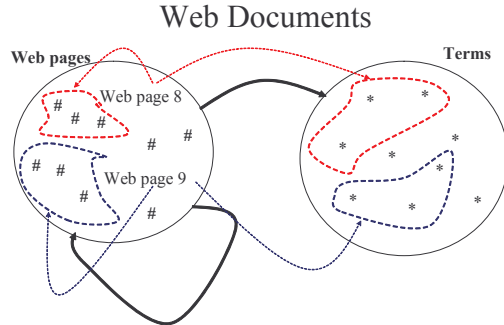 Web Documents
Web pages
Terms
Web page 8
# # #
# #
# # #
Web page 9
#
* *
* *
* *
* * *